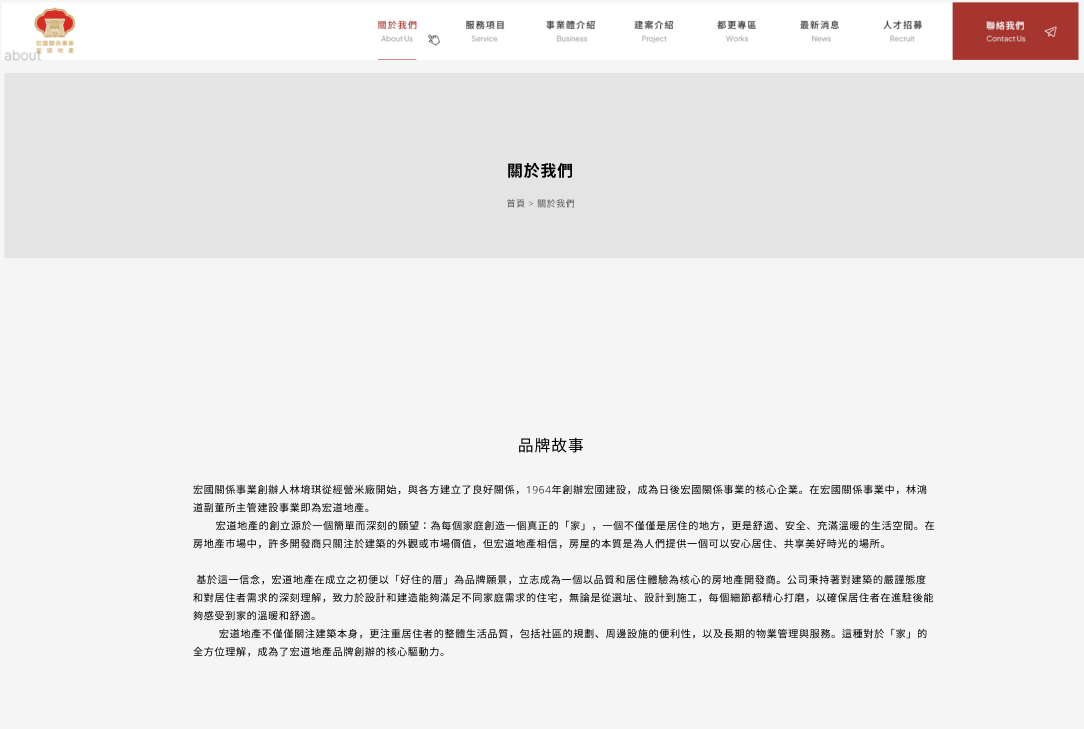 宏國關係事業
宏道地產
about
關於我們 服務項目 事業體介紹 建案介紹 都更專區 最新消息 人才招募 聯絡我們
About Us Service Business Project Works News Recruit Contact Us
關於我們
首頁 > 關於我們
品牌故事
宏國關係事業創辦人林堉琪從經營米廠開始，與各方建立了良好關係，1964年創辦宏國建設，成為日後宏國關係事業的核心企業。在宏國關係事業中，林鴻
道副董所主管建設事業即為宏道地產。
宏道地產的創立源於一個簡單而深刻的願望：為每個家庭創造一個真正的「家」，一個不僅僅是居住的地方，更是舒適、安全、充滿溫暖的生活空間。在
房地產市場中，許多開發商只關注於建築的外觀或市場價值，但宏道地產相信，房屋的本質是為人們提供一個可以安心居住、共享美好時光的場所。
基於這一信念，宏道地產在成立之初便以「好住的厝」為品牌願景，立志成為一個以品質和居住體驗為核心的房地產開發商。公司秉持著對建築的嚴謹態度
和對居住者需求的深刻理解，致力於設計和建造能夠滿足不同家庭需求的住宅，無論是從選址、設計到施工，每個細節都精心打磨，以確保居住者在進駐後能
夠感受到家的溫暖和舒適。
宏道地產不僅僅關注建築本身，更注重居住者的整體生活品質，包括社區的規劃、周邊設施的便利性，以及長期的物業管理與服務。這種對於「家」的
全方位理解，成為了宏道地產品牌創辦的核心驅動力。